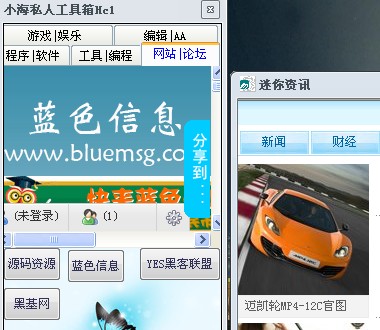 小海私人工具箱Mc1
游戏|娱乐
编辑|AA
程序|软件
工具|编程
网站|论坛
蓝色信息
www.bluemsg.co
分享到...
(未登录)
(1)
源码资源
蓝色信息
YES黑客联盟
黑基网
迷你资讯
新闻
财经
迈凯轮MP4-12C官图